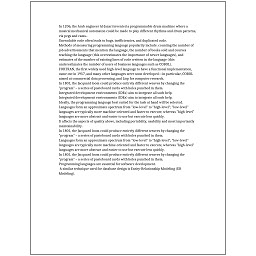 In 1206, the Arab engineer Al-Jazari invented a programmable drum machine where a
musical mechanical automaton could be made to play different rhythms and drum patterns,
via pegs and cams.
Unreadable code often leads to bugs, inefficiencies, and duplicated code.
Methods of measuring programming language popularity include: counting the number of
job advertisements that mention the language, the number of books sold and courses
teaching the language (this overestimates the importance of newer languages), and
estimates of the number of existing lines of code written in the language (this
underestimates the number of users of business languages such as COBOL).
FORTRAN, the first widely used high-level language to have a functional implementation,
came out in 1957, and many other languages were soon developed—in particular, COBOL
aimed at commercial data processing, and Lisp for computer research.
In 1801, the Jacquard loom could produce entirely different weaves by changing the
"program" – a series of pasteboard cards with holes punched in them.
Integrated development environments (IDEs) aim to integrate all such help.
Integrated development environments (IDEs) aim to integrate all such help.
Ideally, the programming language best suited for the task at hand will be selected.
Languages form an approximate spectrum from "low-level" to "high-level"; "low-level"
languages are typically more machine-oriented and faster to execute, whereas "high-level"
languages are more abstract and easier to use but execute less quickly.
It affects the aspects of quality above, including portability, usability and most importantly
maintainability.
In 1801, the Jacquard loom could produce entirely different weaves by changing the
"program" – a series of pasteboard cards with holes punched in them.
Languages form an approximate spectrum from "low-level" to "high-level"; "low-level"
languages are typically more machine-oriented and faster to execute, whereas "high-level"
languages are more abstract and easier to use but execute less quickly.
In 1801, the Jacquard loom could produce entirely different weaves by changing the
"program" – a series of pasteboard cards with holes punched in them.
Programming languages are essential for software development.
A similar technique used for database design is Entity-Relationship Modeling (ER
Modeling).